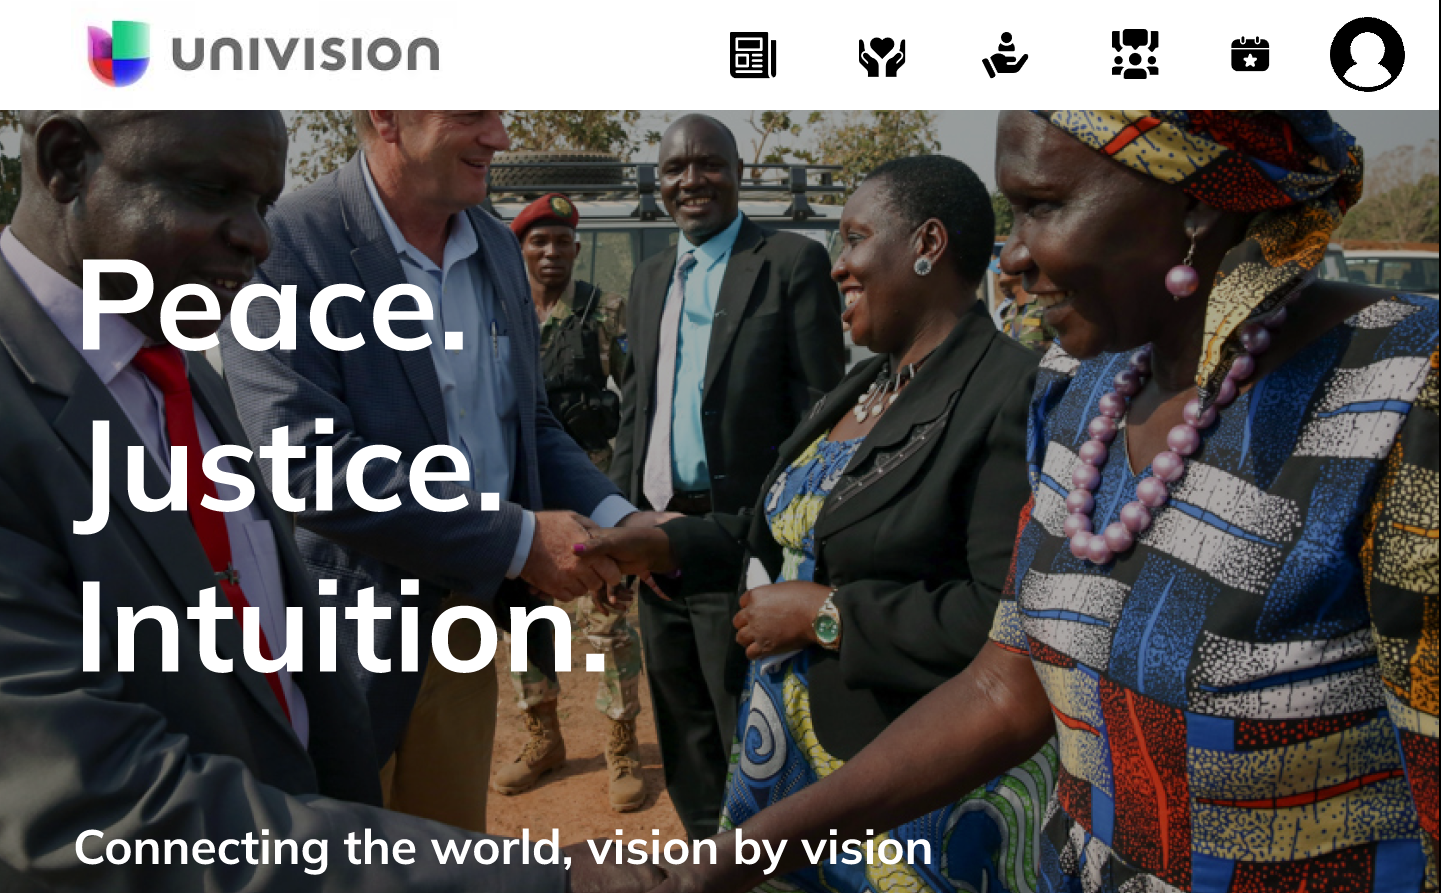 UNIVISION
Peace.
Justice.
Intuition.
Connecting the world, vision by vision